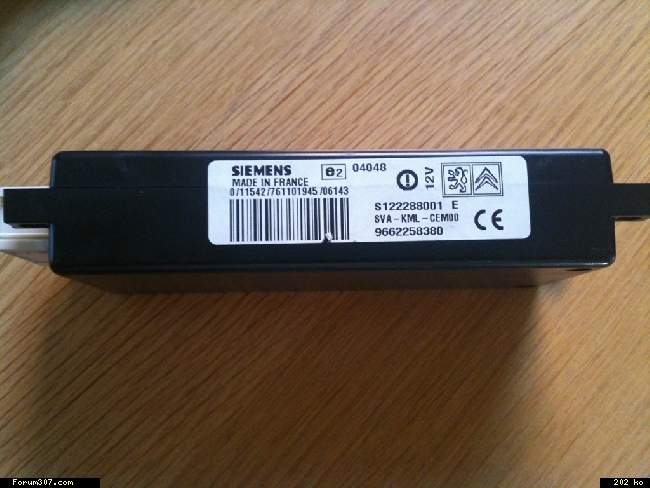 SIEMENS
MADE IN FRANCE
0/11542/761101945/06143
e2 04048
12V
S122288001 E
SVA-KML-CEM00
9662258380
CE
Forum307.com
202 ko